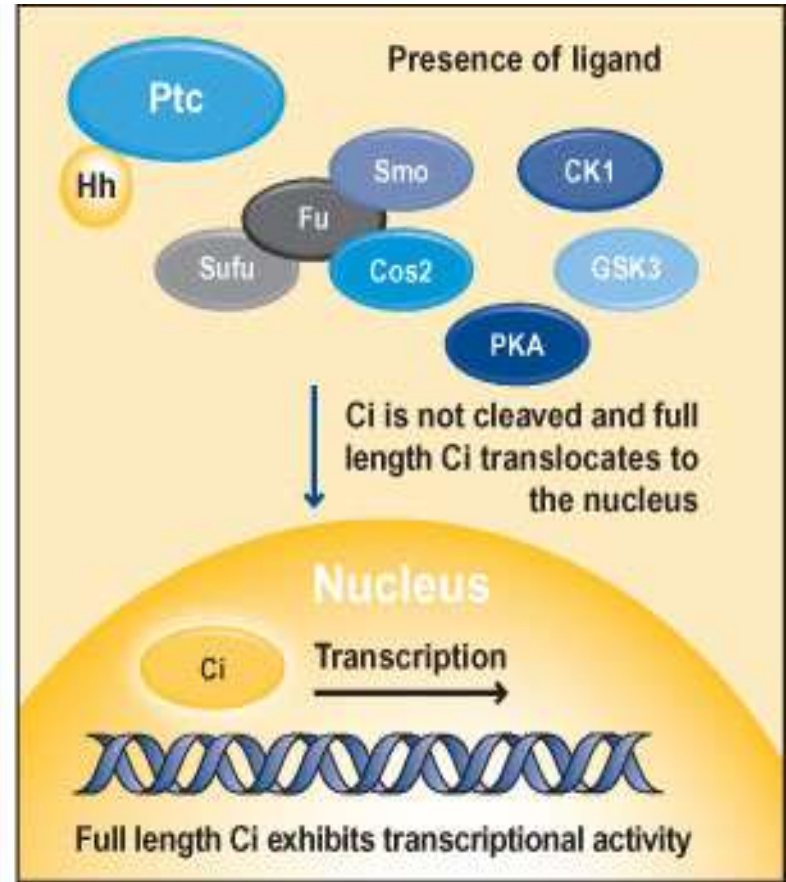 Presence of ligand
Ptc
Hh
Smo
CK1
Fu
Sufu
Cos2
GSK3
PKA
Ci is not cleaved and full
length Ci translocates to
the nucleus
Nucleus
Ci
Transcription
Full length Ci exhibits transcriptional activity